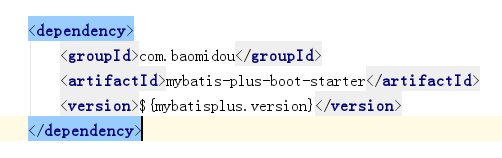 <dependency>
<groupId>com.baomidou</groupId>
<artifactId>mybatis-plus-boot-starter</artifactId>
<version>${mybatisplus.version}</version>
</dependency>